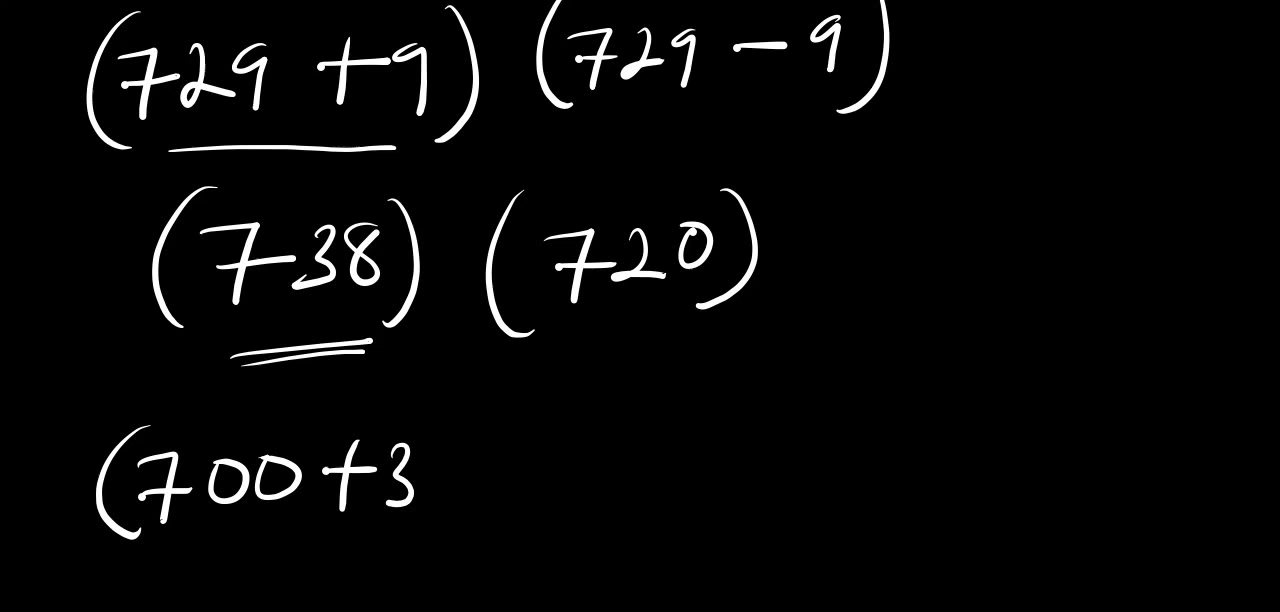 (729 + 9) (729 - 9)
(738) (720)
(700 + 3